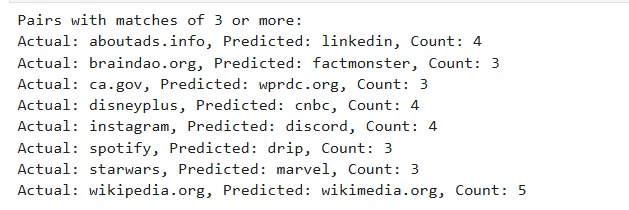 Pairs with matches of 3 or more:
Actual: aboutads.info, Predicted: linkedin, Count: 4
Actual: braindao.org, Predicted: factmonster, Count: 3
Actual: ca.gov, Predicted: wprdc.org, Count: 3
Actual: disneyplus, Predicted: cnbc, Count: 4
Actual: instagram, Predicted: discord, Count: 4
Actual: spotify, Predicted: drip, Count: 3
Actual: starwars, Predicted: marvel, Count: 3
Actual: wikipedia.org, Predicted: wikimedia.org, Count: 5